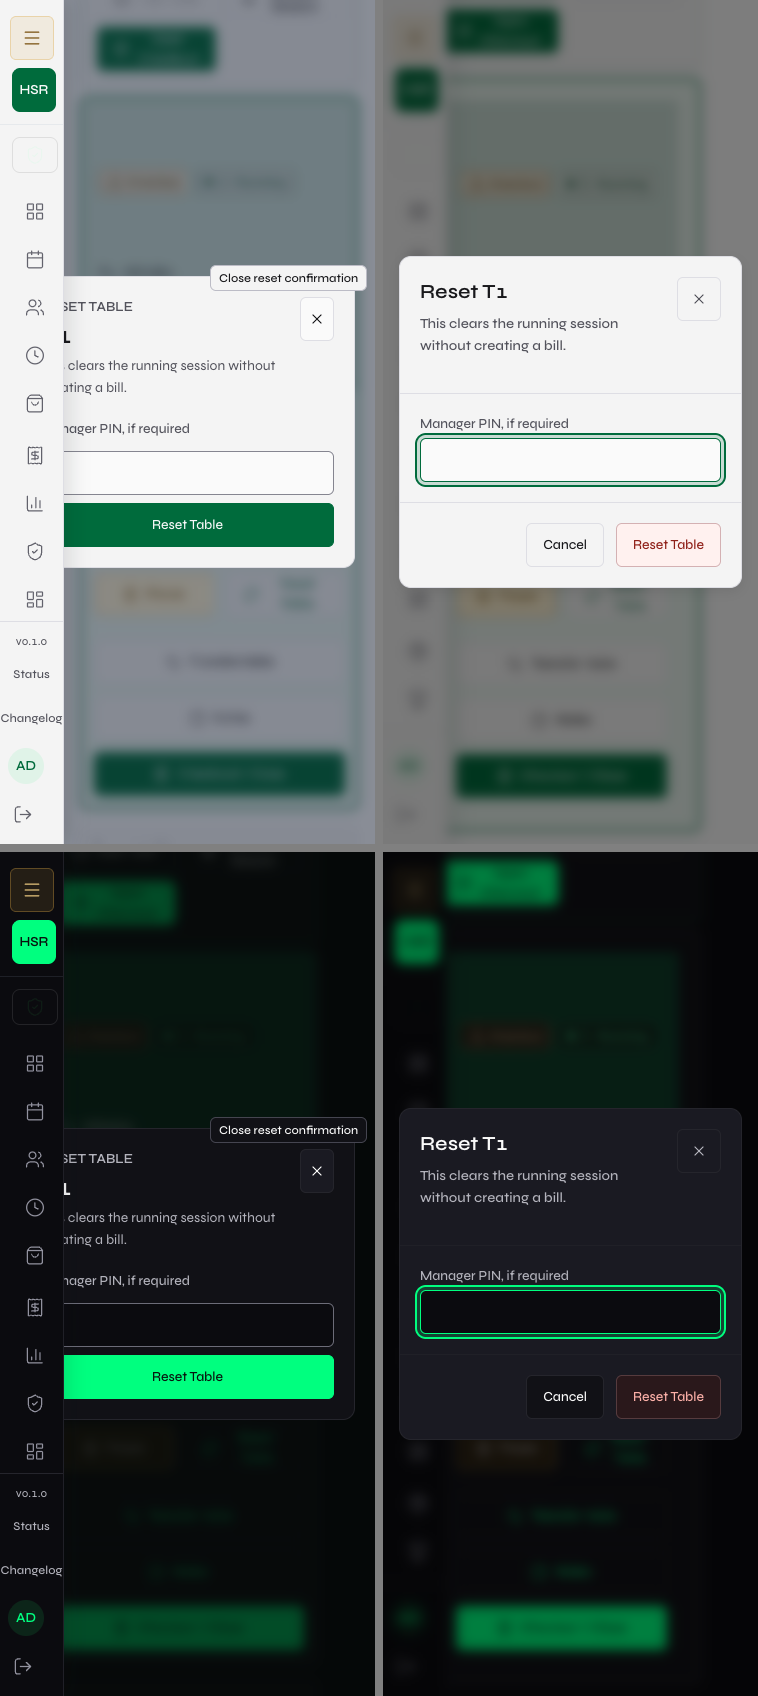 HSR
v0.1.0
Status
Changelog
AD
Close reset confirmation
SET TABLE
clears the running session without
ating a bill.
nager PIN, if required
Reset Table
Reset T1
This clears the running session
without creating a bill.
Manager PIN, if required
Cancel
Reset Table
HSR
v0.1.0
Status
Changelog
AD
Close reset confirmation
SET TABLE
clears the running session without
ating a bill.
nager PIN, if required
Reset Table
Reset T1
This clears the running session
without creating a bill.
Manager PIN, if required
Cancel
Reset Table